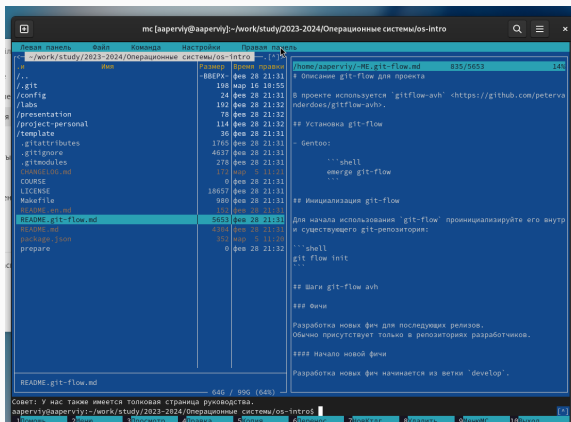 mc [aaperviy@aaperviy]:~/work/study/2023-2024/Операционные системы/os-intro
Левая панель Файл Команда Настройки Правая панель
~/work/study/2023-2024/Операционные системы/os-intro
.и Имя Размер Время правки
/.. -ВВЕРХ- фев 28 21:31
/.git 198 мар 16 18:55
/config 24 фев 28 21:31
/labs 192 фев 28 21:32
/presentation 78 фев 28 21:32
/project-personal 114 фев 28 21:32
/template 36 фев 28 21:31
.gitattributes 1765 фев 28 21:31
.gitignore 4637 фев 28 21:31
.gitmodules 278 фев 28 21:31
CHANGELOG.md 172 мар 5 11:21
COURSE 0 фев 28 21:31
LICENSE 18657 фев 28 21:31
Makefile 980 фев 28 21:31
README.en.md 152 фев 28 21:31
README.git-flow.md 5653 фев 28 21:31
README.md 4384 фев 28 21:31
package.json 352 мар 5 11:20
prepare 0 фев 28 21:32
README.git-flow.md
64G / 99G (64%)
/home/aaperviy/~ME.git-flow.md 835/5653 14%
# Описание git-flow для проекта
В проекте используется `gitflow-avh` <https://github.com/peterva
nderdoes/gitflow-avh>.
## Установка git-flow
- Gentoo:
```shell
emerge git-flow
```
## Инициализация git-flow
Для начала использования `git-flow` проинициализируйте его внутр
и существующего git-репозитория:
```shell
git flow init
```
## Шаги git-flow avh
### Фичи
Разработка новых фич для последующих релизов.
Обычно присутствует только в репозиториях разработчиков.
#### Начало новой фичи
Разработка новых фич начинается из ветки `develop`.
Совет: У нас также имеется толковая страница руководства.
aaperviy@aaperviy:~/work/study/2023-2024/Операционные системы/os-intro$ [^]